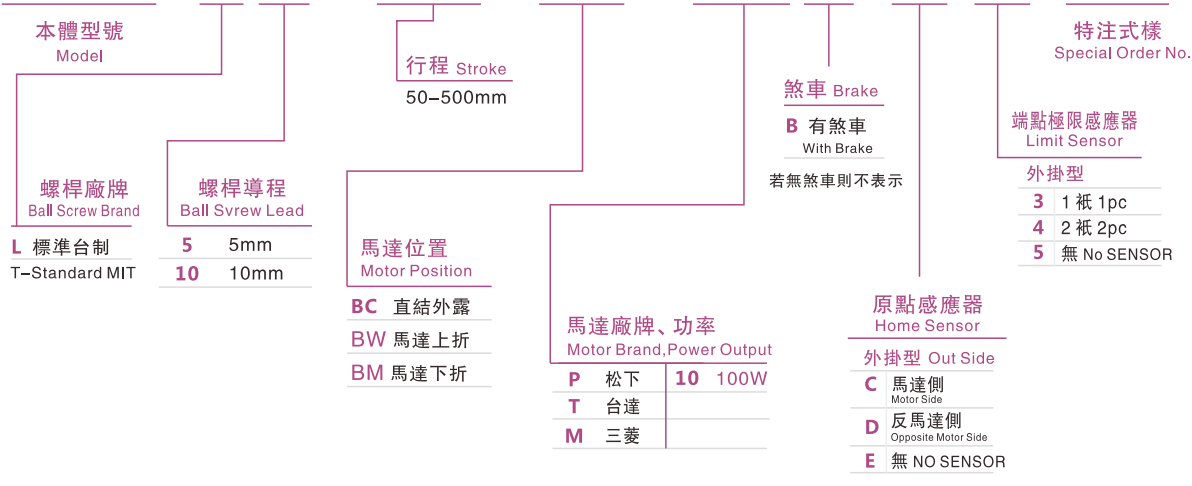 本體型號
Model
螺桿廠牌
Ball Screw Brand
L 標準台制
T-Standard MIT
螺桿導程
Ball Svrew Lead
5 5mm
10 10mm
行程 Stroke
50-500mm
馬達位置
Motor Position
BC 直結外露
BW 馬達上折
BM 馬達下折
馬達廠牌、功率
Motor Brand,Power Output
P 松下 10 100W
T 台達
M 三菱
煞車 Brake
B 有煞車
With Brake
若無煞車則不表示
原點感應器
Home Sensor
外掛型 Out Side
C 馬達側
Motor Side
D 反馬達側
Opposite Motor Side
E 無 NO SENSOR
端點極限感應器
Limit Sensor
外掛型
3 1 衹 1pc
4 2 衹 2pc
5 無 No SENSOR
特注式樣
Special Order No.